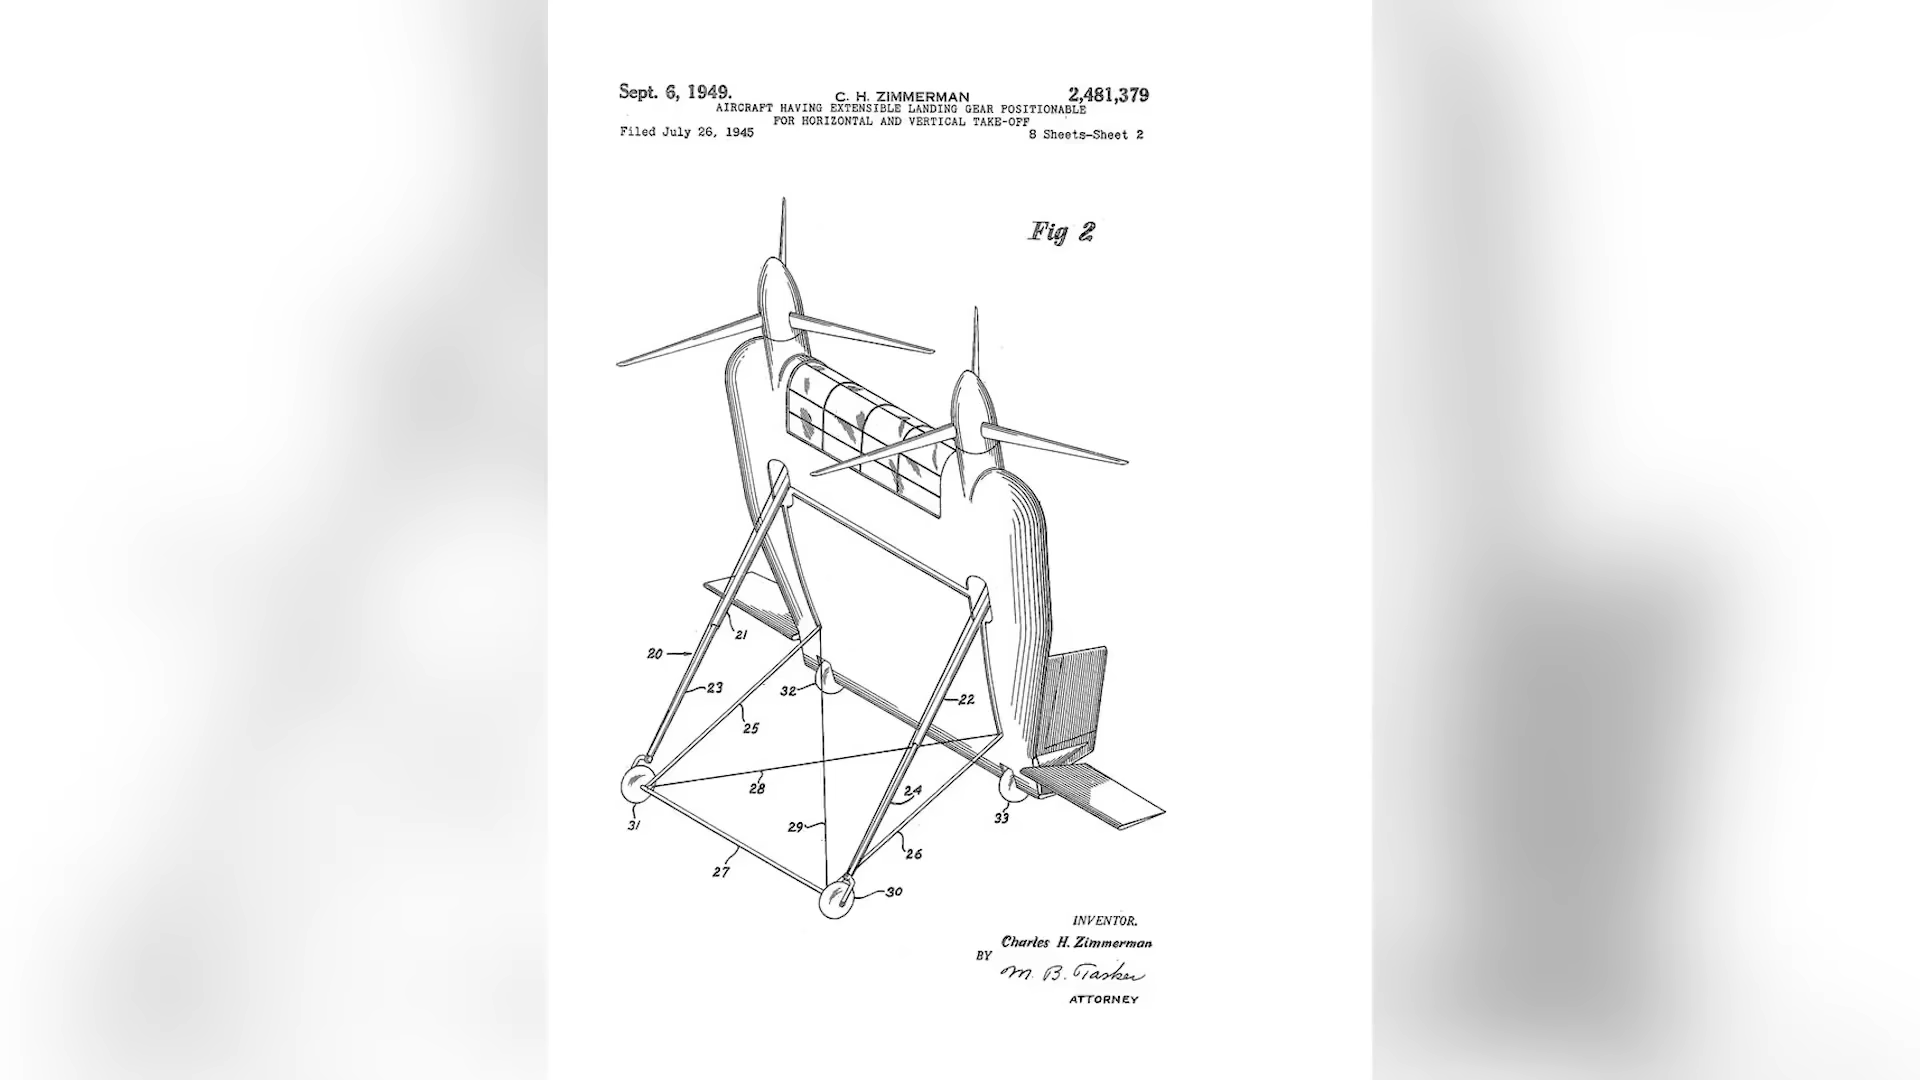 Sept. 6, 1949.
C. H. ZIMMERMAN
2,481,379
AIRCRAFT HAVING EXTENSIBLE LANDING GEAR POSITIONABLE
FOR HORIZONTAL AND VERTICAL TAKE-OFF
Filed July 26, 1945
8 Sheets-Sheet 2
Fig 2
21
20
23
32
22
25
28
24
31
29
33
26
27
30
INVENTOR.
Charles H. Zimmerman
BY
M. B. Tasker
ATTORNEY